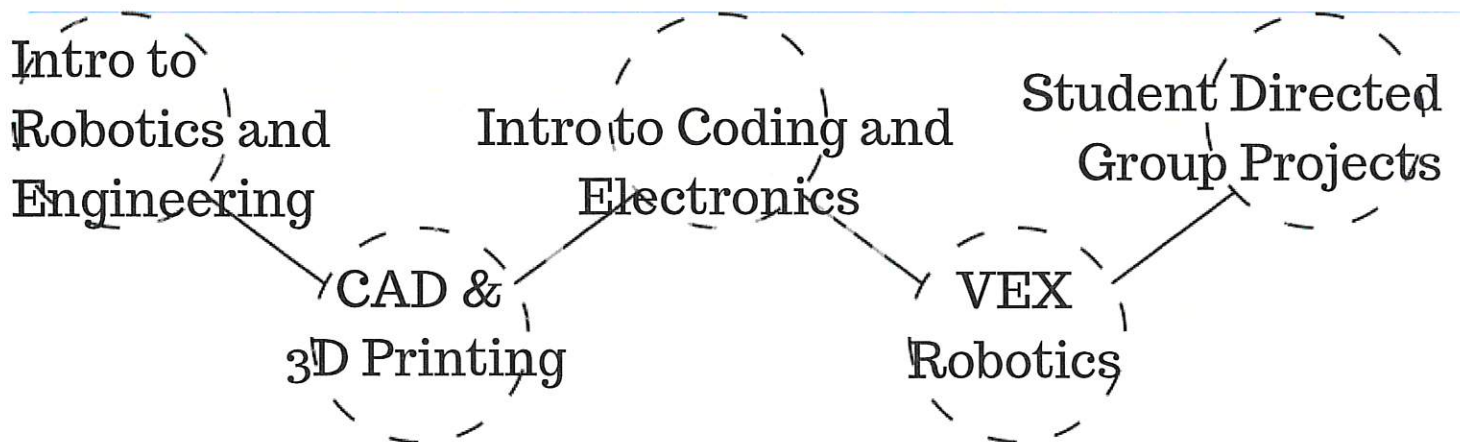 Intro to
Robotics and
Engineering
CAD &
3D Printing
Intro to Coding and
Electronics
VEX
Robotics
Student Directed
Group Projects